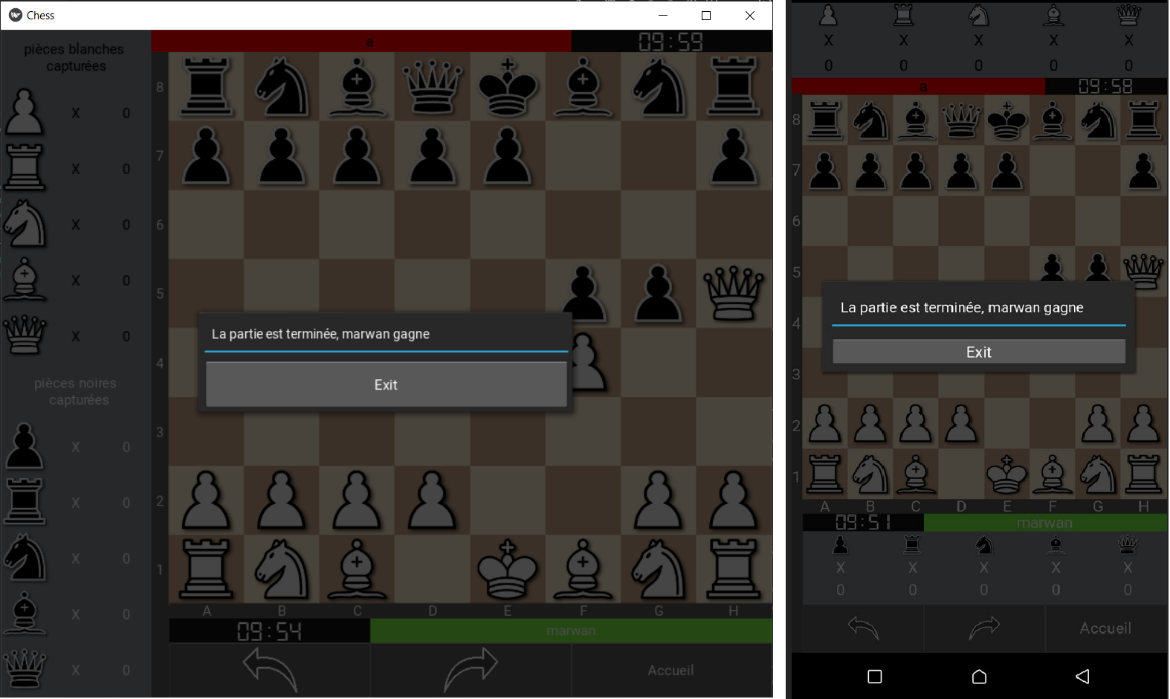 Chess
pièces blanches
capturées
X 0
X 0
X 0
X 0
X 0
pièces noires
capturées
X 0
X 0
X 0
X 0
X 0
a
09:59
8
7
6
5
4
3
2
1
La partie est terminée, marwan gagne
Exit
A B C D E F G H
09:54
marwan
Accueil
X X X X X
0 0 0 0 0
a
09:58
8
7
6
5
4
3
2
1
La partie est terminée, marwan gagne
Exit
A B C D E F G H
09:51
marwan
X X X X X
0 0 0 0 0
Accueil